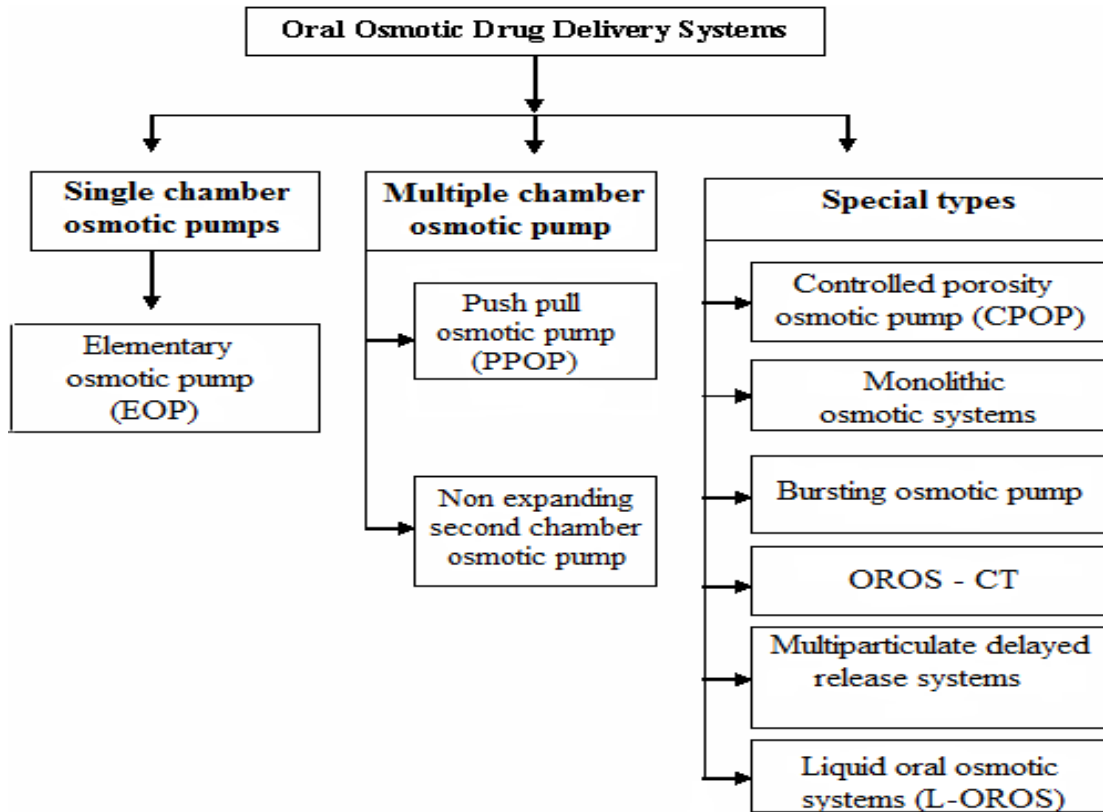 Oral Osmotic Drug Delivery Systems
Single chamber
osmotic pumps
Elementary
osmotic pump
(EOP)
Multiple chamber
osmotic pump
Push pull
osmotic pump
(PPOP)
Non expanding
second chamber
osmotic pump
Special types
Controlled porosity
osmotic pump (CPOP)
Monolithic
osmotic systems
Bursting osmotic pump
OROS - CT
Multiparticulate delayed
release systems
Liquid oral osmotic
systems (L-OROS)